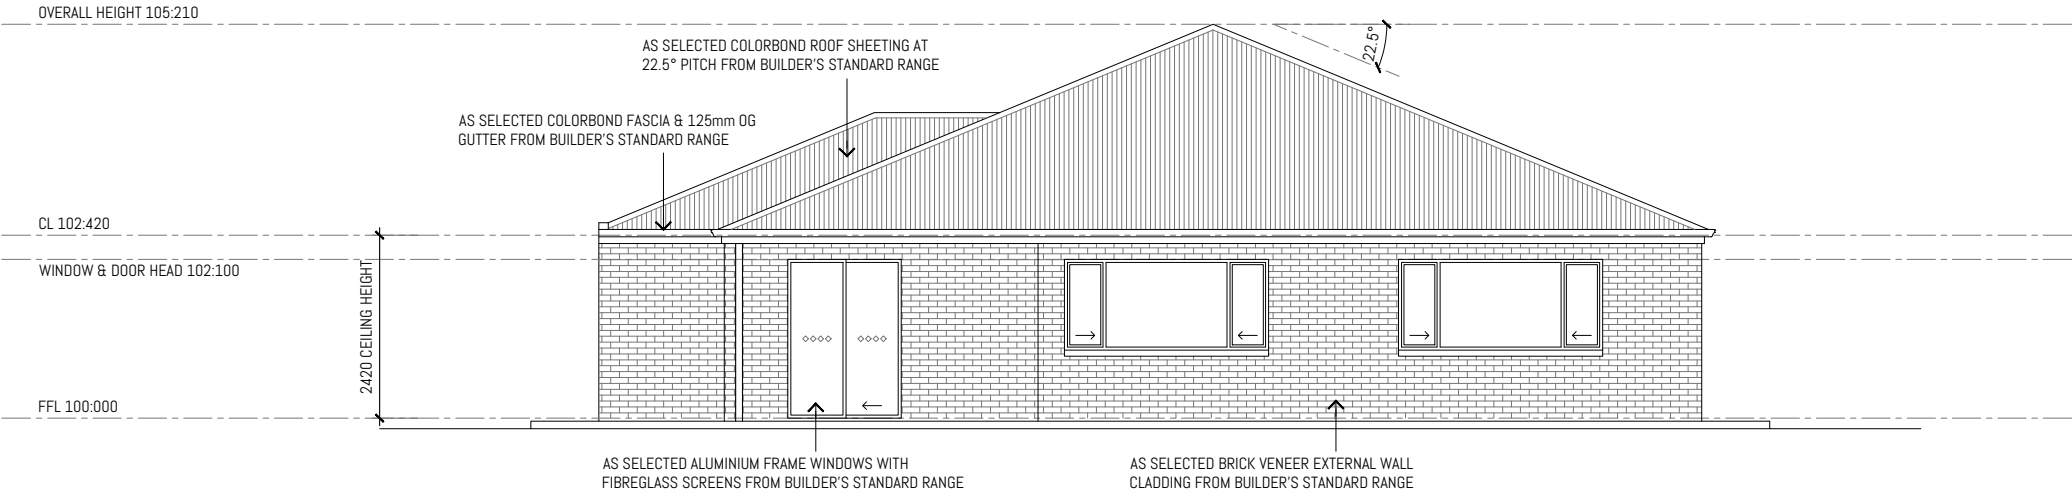 OVERALL HEIGHT 105:210
22.5°
AS SELECTED COLORBOND ROOF SHEETING AT
22.5° PITCH FROM BUILDER'S STANDARD RANGE
AS SELECTED COLORBOND FASCIA & 125mm OG
GUTTER FROM BUILDER'S STANDARD RANGE
CL 102:420
WINDOW & DOOR HEAD 102:100
2420 CEILING HEIGHT
FFL 100:000
AS SELECTED ALUMINIUM FRAME WINDOWS WITH
FIBREGLASS SCREENS FROM BUILDER'S STANDARD RANGE
AS SELECTED BRICK VENEER EXTERNAL WALL
CLADDING FROM BUILDER'S STANDARD RANGE